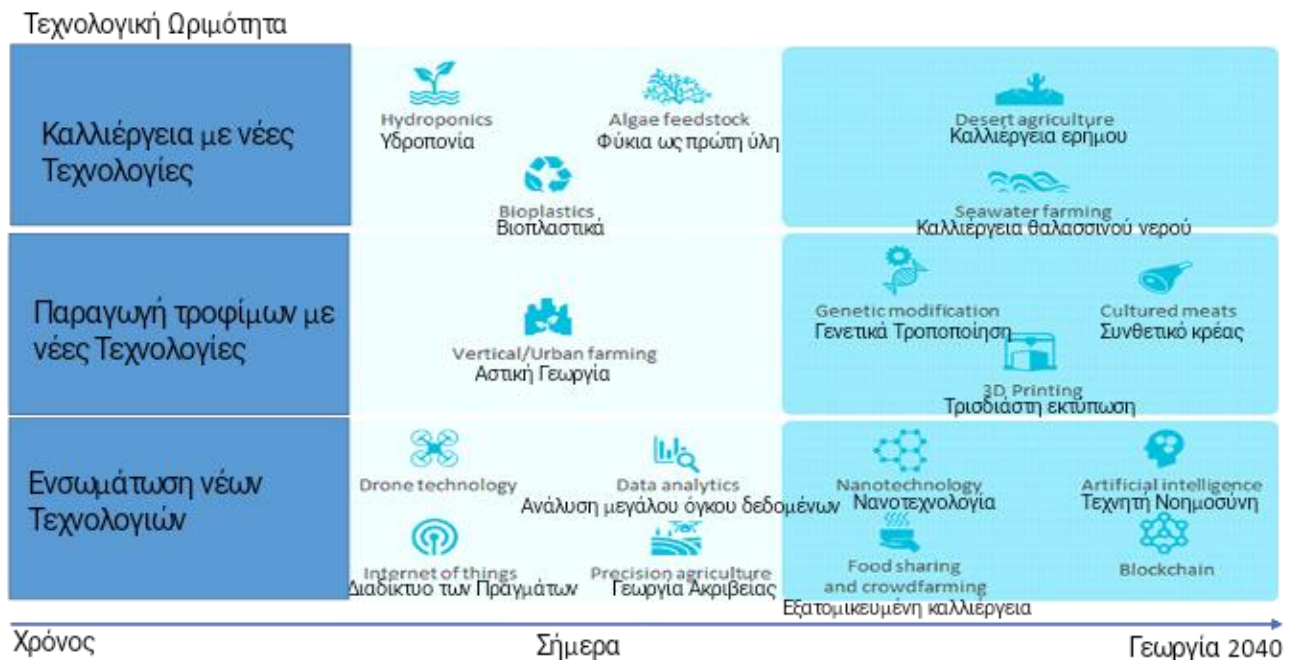 Τεχνολογική Ωριμότητα
Καλλιέργεια με νέες
Τεχνολογίες
Hydroponics
Υδροπονία
Algae feedstock
Φύκια ως πρώτη ύλη
Bioplastics
Βιοπλαστικά
Desert agriculture
Καλλιέργεια ερήμου
Seawater farming
Καλλιέργεια θαλασσινού νερού
Παραγωγή τροφίμων με
νέες Τεχνολογίες
Vertical/Urban farming
Αστική Γεωργία
Genetic modification
Γενετικά Τροποποίηση
Cultured meats
Συνθετικό κρέας
3D Printing
Τρισδιάστη εκτύπωση
Ενσωμάτωση νέων
Τεχνολογιών
Drone technology
Data analytics
Ανάλυση μεγάλου όγκου δεδομένων
Internet of things
Διαδίκτυο των Πραγμάτων
Precision agriculture
Γεωργία Ακριβείας
Nanotechnology
Νανοτεχνολογία
Artificial intelligence
Τεχνητή Νοημοσύνη
Food sharing
and crowdfarming
Εξατομικευμένη καλλιέργεια
Blockchain
Χρόνος
Σήμερα
Γεωργία 2040